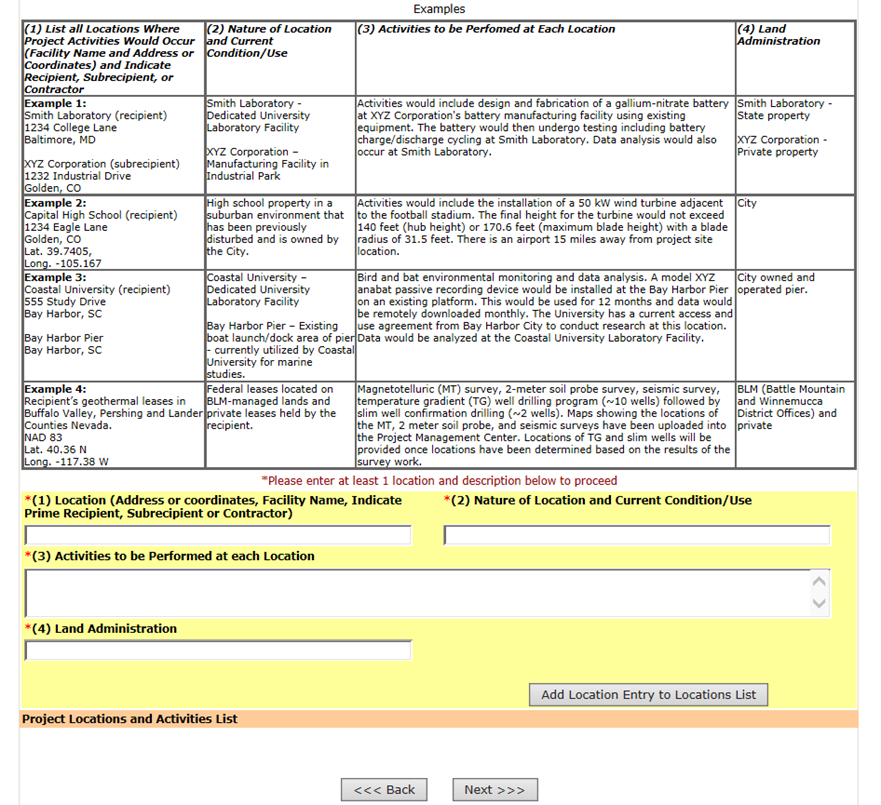 Examples
(1) List all Locations Where
Project Activities Would Occur
(Facility Name and Address or
Coordinates) and Indicate
Recipient, Subrecipient, or
Contractor
(2) Nature of Location
and Current
Condition/Use
(3) Activities to be Perfomed at Each Location
(4) Land
Administration
Example 1:
Smith Laboratory (recipient)
1234 College Lane
Baltimore, MD
XYZ Corporation (subrecipient)
1232 Industrial Drive
Golden, CO
Smith Laboratory -
Dedicated University
Laboratory Facility
XYZ Corporation –
Manufacturing Facility in
Industrial Park
Activities would include design and fabrication of a gallium-nitrate battery
at XYZ Corporation's battery manufacturing facility using existing
equipment. The battery would then undergo testing including battery
charge/discharge cycling at Smith Laboratory. Data analysis would also
occur at Smith Laboratory.
Smith Laboratory -
State property
XYZ Corporation -
Private property
Example 2:
Capital High School (recipient)
1234 Eagle Lane
Golden, CO
Lat. 39.7405,
Long. -105.167
High school property in a
suburban environment that
has been previously
disturbed and is owned by
the City.
Activities would include the installation of a 50 kW wind turbine adjacent
to the football stadium. The final height for the turbine would not exceed
140 feet (hub height) or 170.6 feet (maximum blade height) with a blade
radius of 31.5 feet. There is an airport 15 miles away from project site
location.
City
Example 3:
Coastal University (recipient)
555 Study Drive
Bay Harbor, SC
Bay Harbor Pier
Bay Harbor, SC
Coastal University –
Dedicated University
Laboratory Facility
Bay Harbor Pier – Existing
boat launch/dock area of pier
- currently utilized by Coastal
University for marine
studies.
Bird and bat environmental monitoring and data analysis. A model XYZ
anabat passive recording device would be installed at the Bay Harbor Pier
on an existing platform. This would be used for 12 months and data would
be remotely downloaded monthly. The University has a current access and
use agreement from Bay Harbor City to conduct research at this location.
Data would be analyzed at the Coastal University Laboratory Facility.
City owned and
operated pier.
Example 4:
Recipient's geothermal leases in
Buffalo Valley, Pershing and Lander
Counties Nevada.
NAD 83
Lat. 40.36 N
Long. -117.38 W
Federal leases located on
BLM-managed lands and
private leases held by the
recipient.
Magnetotelluric (MT) survey, 2-meter soil probe survey, seismic survey,
temperature gradient (TG) well drilling program (~10 wells) followed by
slim well confirmation drilling (~2 wells). Maps showing the locations of
the MT, 2 meter soil probe, and seismic surveys have been uploaded into
the Project Management Center. Locations of TG and slim wells will be
provided once locations have been determined based on the results of the
survey work.
BLM (Battle Mountain
and Winnemucca
District Offices) and
private
*Please enter at least 1 location and description below to proceed
*(1) Location (Address or coordinates, Facility Name, Indicate
Prime Recipient, Subrecipient or Contractor)
*(2) Nature of Location and Current Condition/Use
*(3) Activities to be Performed at each Location
*(4) Land Administration
Add Location Entry to Locations List
Project Locations and Activities List
<<< Back
Next >>>